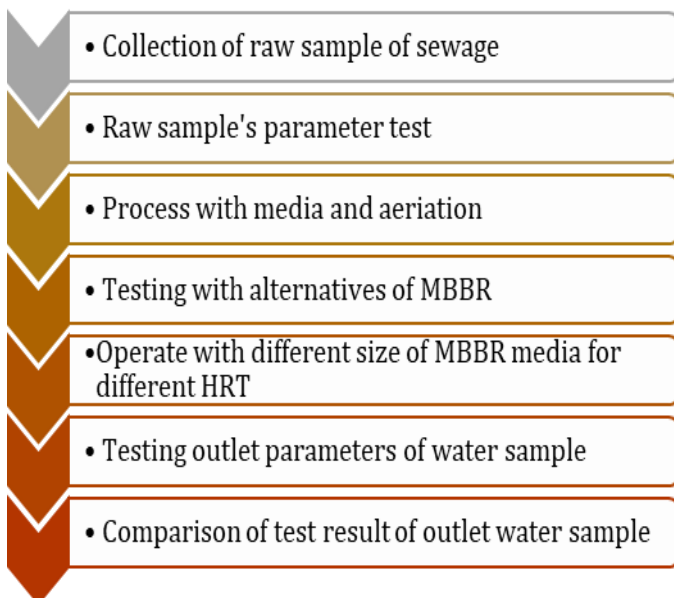 • Collection of raw sample of sewage
• Raw sample's parameter test
• Process with media and aeriation
• Testing with alternatives of MBBR
•Operate with different size of MBBR media for
different HRT
• Testing outlet parameters of water sample
• Comparison of test result of outlet water sample